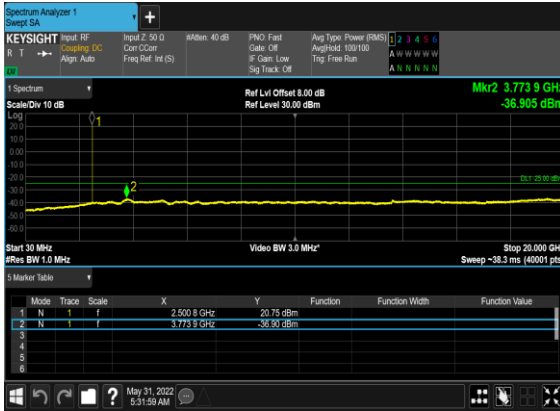 Spectrum Analyzer 1
Swept SA
+
KEYSIGHT Input: RF Input Z: 50 Ω #Atten: 40 dB PNO: Fast Avg Type: Power (RMS) 1 2 3 4 5 6
R T Coupling: DC Corr CCorr Gate: Off Avg|Hold: 100/100 A W W W W W
Align: Auto Freq Ref: Int (S) IF Gain: Low Trig: Free Run
Sig Track: Off A N N N N N
1 Spectrum Ref Lvl Offset 8.00 dB Mkr2 3.773 9 GHz
Scale/Div 10 dB Ref Level 30.00 dBm -36.905 dBm
Log
20.0
10.0
0.00
-10.0
-20.0
-30.0
-40.0
-50.0
-60.0
1
2
DL1 -25.00 dBm
Start 30 MHz Video BW 3.0 MHz* Stop 20.000 GHz
#Res BW 1.0 MHz Sweep ~38.3 ms (40001 pts)
5 Marker Table
Mode Trace Scale X Y Function Function Width Function Value
1 N 1 f 2.500 8 GHz 20.75 dBm
2 N 1 f 3.773 9 GHz -36.90 dBm
3
4
5
6
? May 31, 2022
5:31:59 AM